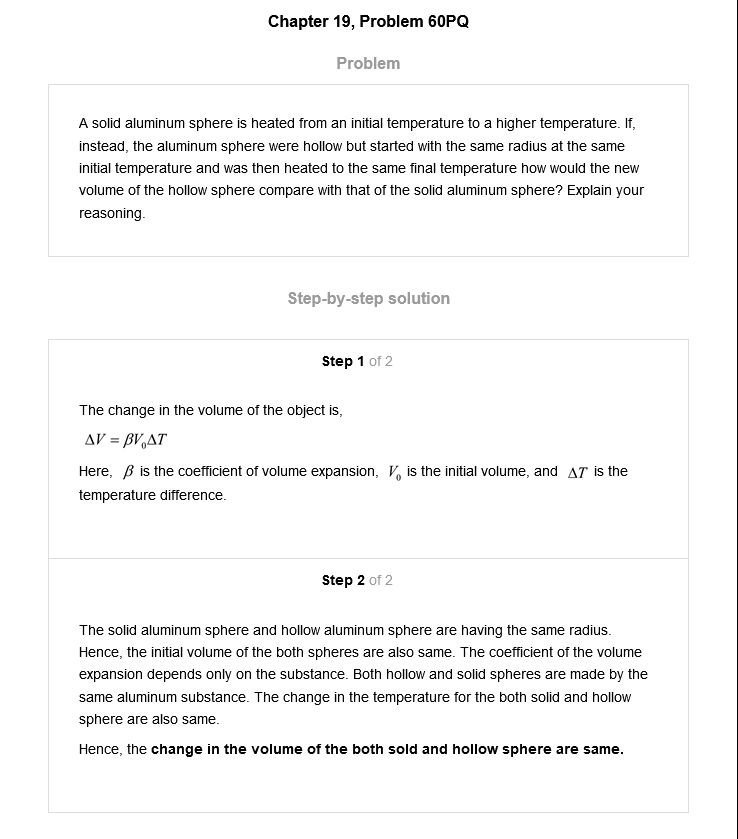 Chapter 19, Problem 60PQ
Problem
A solid aluminum sphere is heated from an initial temperature to a higher temperature. If,
instead, the aluminum sphere were hollow but started with the same radius at the same
initial temperature and was then heated to the same final temperature how would the new
volume of the hollow sphere compare with that of the solid aluminum sphere? Explain your
reasoning.
Step-by-step solution
Step 1 of 2
The change in the volume of the object is,
ΔV = βV₀ΔT
Here, β is the coefficient of volume expansion, V₀ is the initial volume, and ΔT is the
temperature difference.
Step 2 of 2
The solid aluminum sphere and hollow aluminum sphere are having the same radius.
Hence, the initial volume of the both spheres are also same. The coefficient of the volume
expansion depends only on the substance. Both hollow and solid spheres are made by the
same aluminum substance. The change in the temperature for the both solid and hollow
sphere are also same.
Hence, the change in the volume of the both sold and hollow sphere are same.